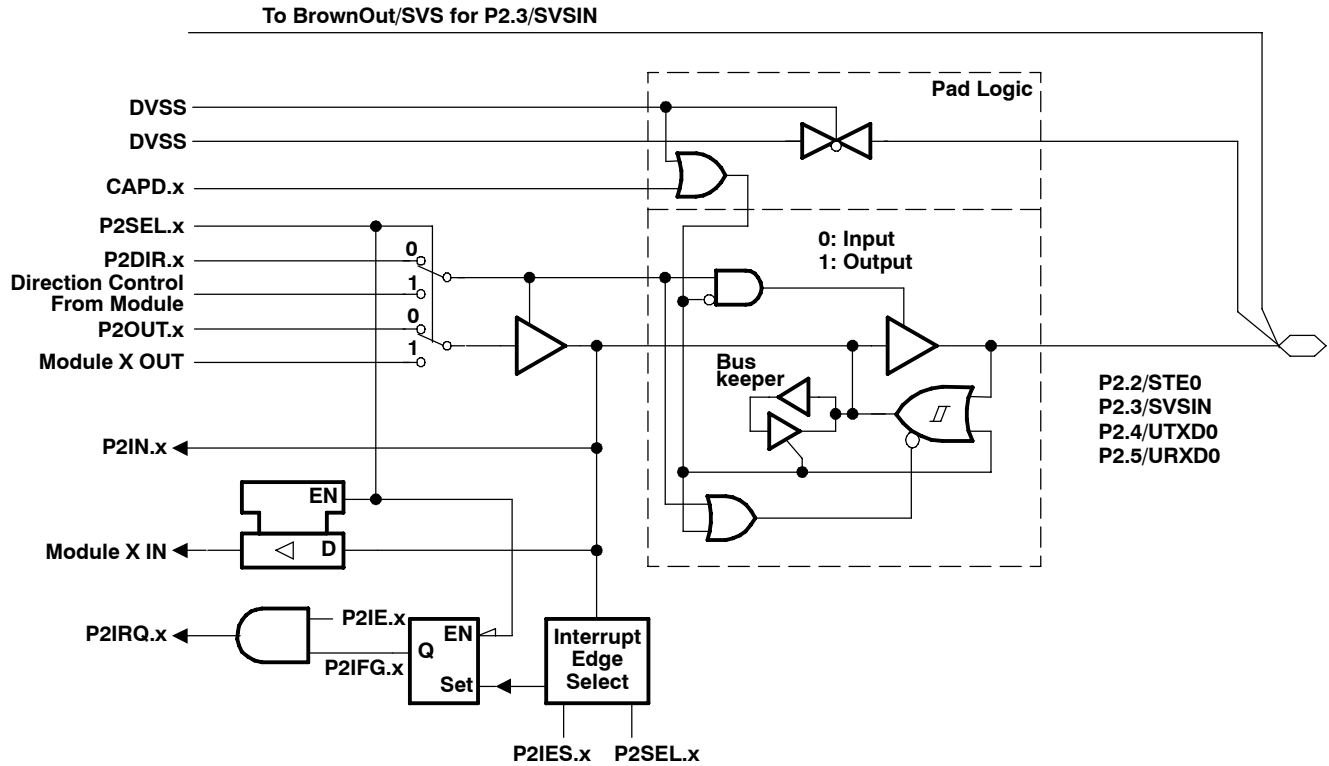 To BrownOut/SVS for P2.3/SVSIN
Pad Logic
DVSS
DVSS
CAPD.x
P2SEL.x
0: Input
1: Output
P2DIR.x
0
Direction Control
From Module
1
P2OUT.x
0
Module X OUT
1
Bus
keeper
P2.2/STE0
P2.3/SVSIN
P2.4/UTXD0
P2.5/URXD0
P2IN.x
EN
Module X IN
D
P2IRQ.x
P2IE.x
P2IFG.x
EN
Q
Set
Interrupt
Edge
Select
P2IES.x
P2SEL.x